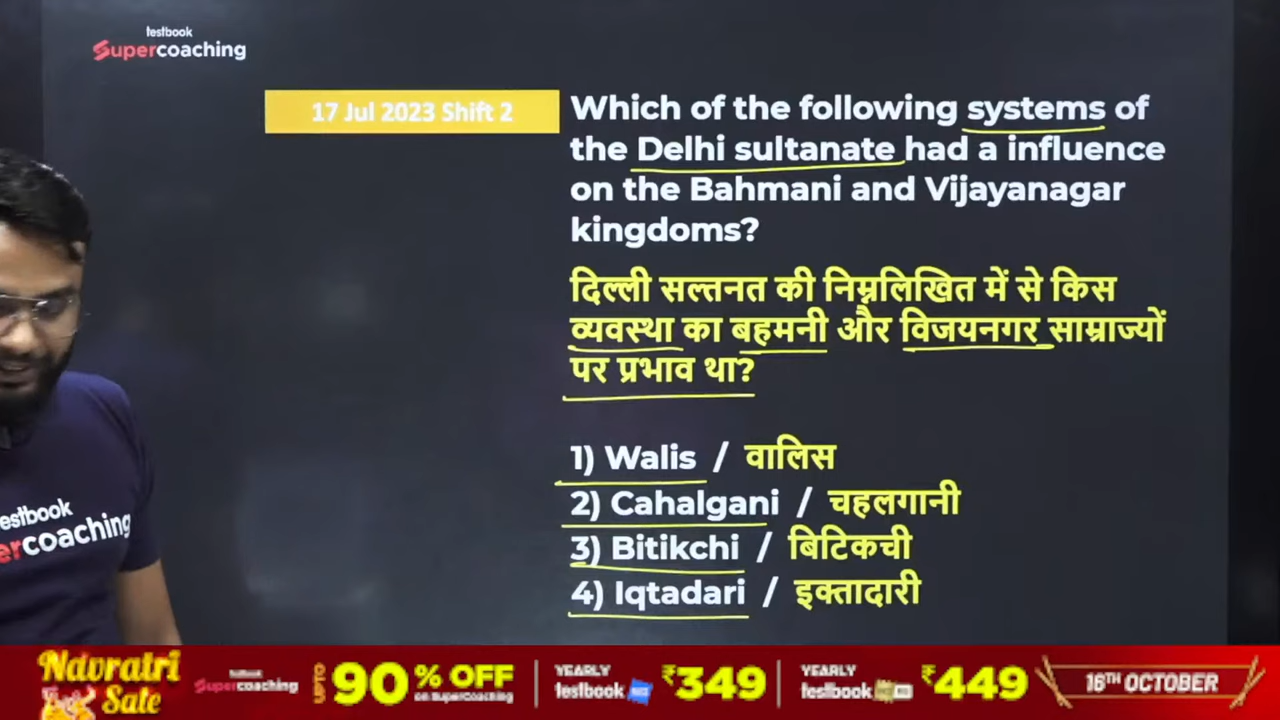 testbook
Supercoaching
17 Jul 2023 Shift 2
Which of the following systems of
the Delhi sultanate had a influence
on the Bahmani and Vijayanagar
kingdoms?
दिल्ली सल्तनत की निम्नलिखित में से किस
व्यवस्था का बहमनी और विजयनगर साम्राज्यों
पर प्रभाव था?
1) Walis / वालिस
2) Cahalgani / चहलगानी
3) Bitikchi / बिटिकची
4) Iqtadari / इक्तादारी
estbook
ercoaching
Navratri
Sale
testbook
Supercoaching
UPTO
90% OFF
on SuperCoaching
YEARLY
testbook
₹349
YEARLY
testbook
₹449
16TH OCTOBER